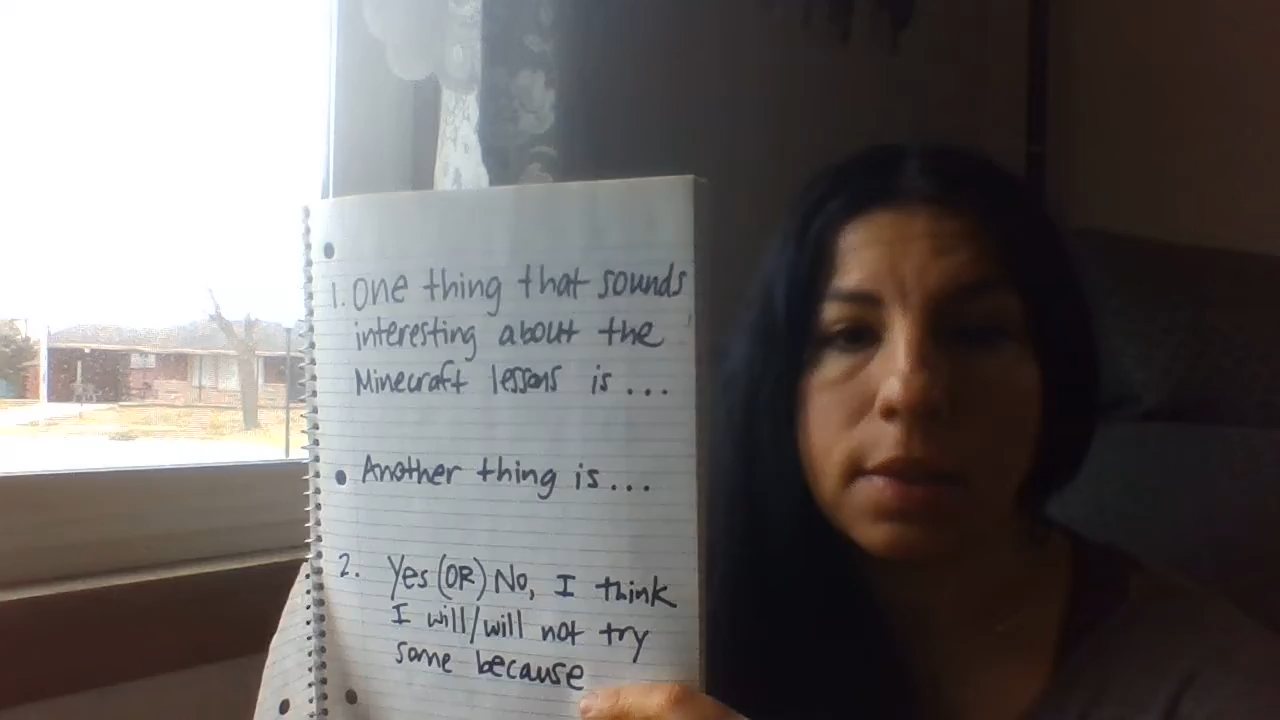 1. One thing that sounds
interesting about the
Minecraft lessons is ...
Another thing is ...
2. Yes (OR) No, I think
I will/will not try
some because